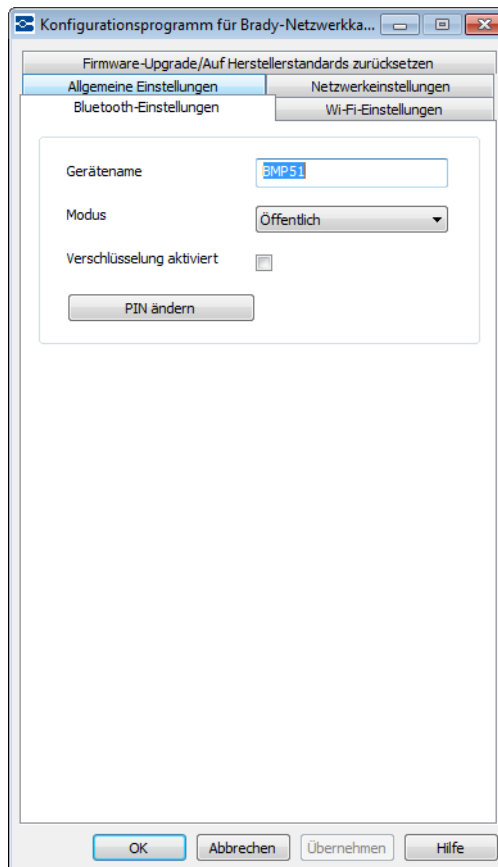 Konfigurationsprogramm für Brady-Netzwerkka...
Firmware-Upgrade/Auf Herstellerstandards zurücksetzen
Allgemeine Einstellungen Netzwerkeinstellungen
Bluetooth-Einstellungen Wi-Fi-Einstellungen
Gerätename BMP51
Modus Öffentlich
Verschlüsselung aktiviert
PIN ändern
OK Abbrechen Übernehmen Hilfe